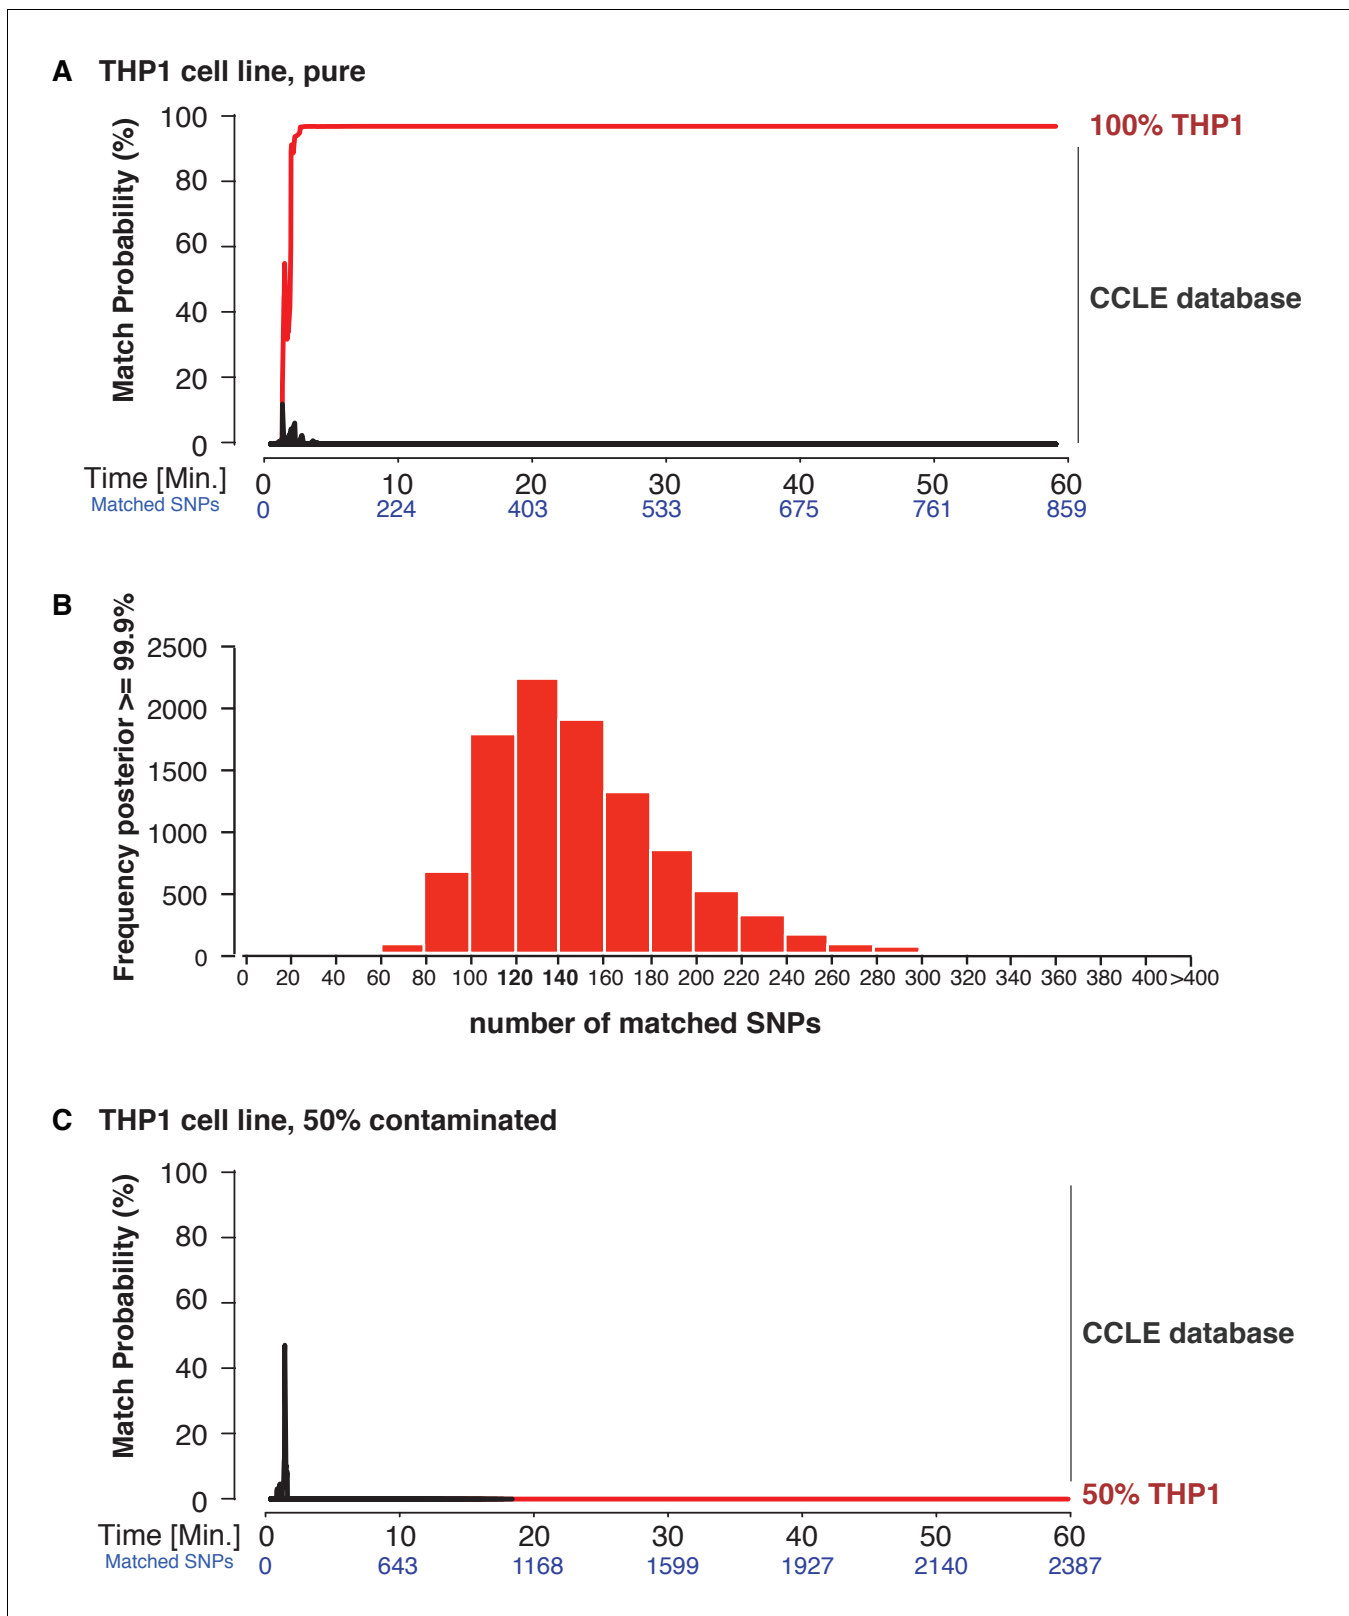 A THP1 cell line, pure
Match Probability (%)
100
80
60
40
20
0
100% THP1
CCLE database
Time [Min.] 0 10 20 30 40 50 60
Matched SNPs 0 224 403 533 675 761 859
B
Frequency posterior >= 99.9%
2500
2000
1500
1000
500
0
0 20 40 60 80 100 120 140 160 180 200 220 240 260 280 300 320 340 360 380 400 >400
number of matched SNPs
C THP1 cell line, 50% contaminated
Match Probability (%)
100
80
60
40
20
0
CCLE database
50% THP1
Time [Min.] 0 10 20 30 40 50 60
Matched SNPs 0 643 1168 1599 1927 2140 2387